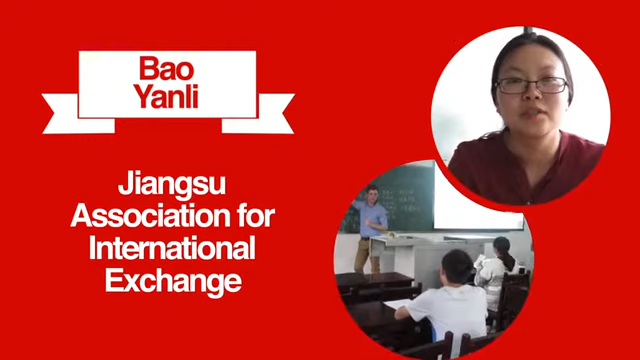 Bao
Yanli
Jiangsu
Association for
International
Exchange